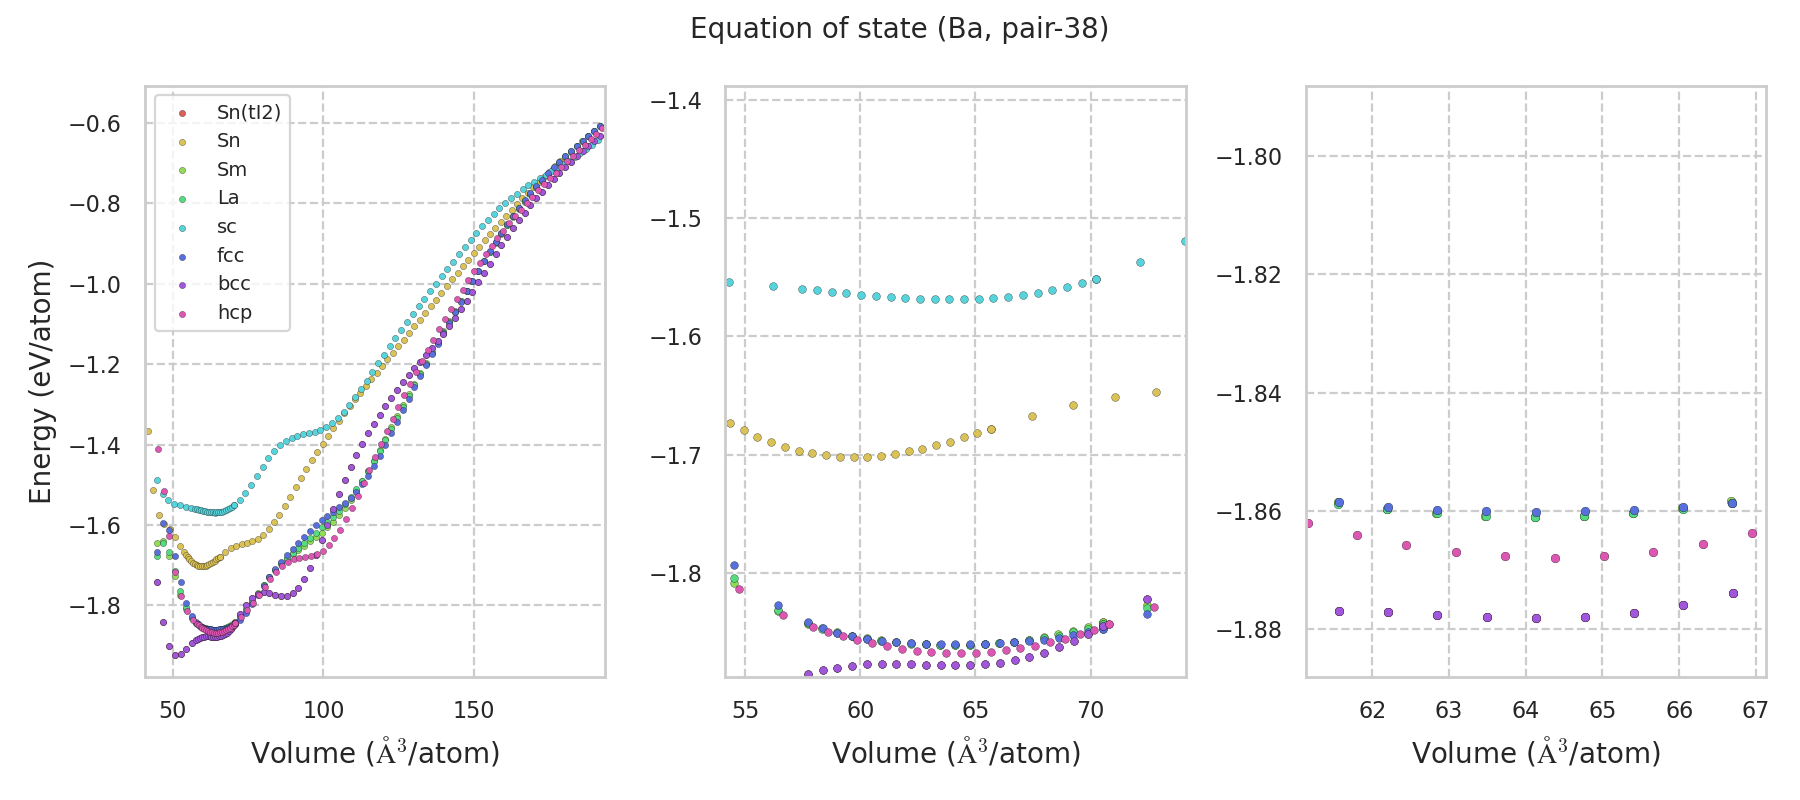 Equation of state (Ba, pair-38)
Energy (eV/atom)
−0.6
−0.8
−1.0
−1.2
−1.4
−1.6
−1.8
Sn(tI2)
Sn
Sm
La
sc
fcc
bcc
hcp
50 100 150
Volume (Å³/atom)
−1.4
−1.5
−1.6
−1.7
−1.8
55 60 65 70
Volume (Å³/atom)
−1.80
−1.82
−1.84
−1.86
−1.88
62 63 64 65 66 67
Volume (Å³/atom)